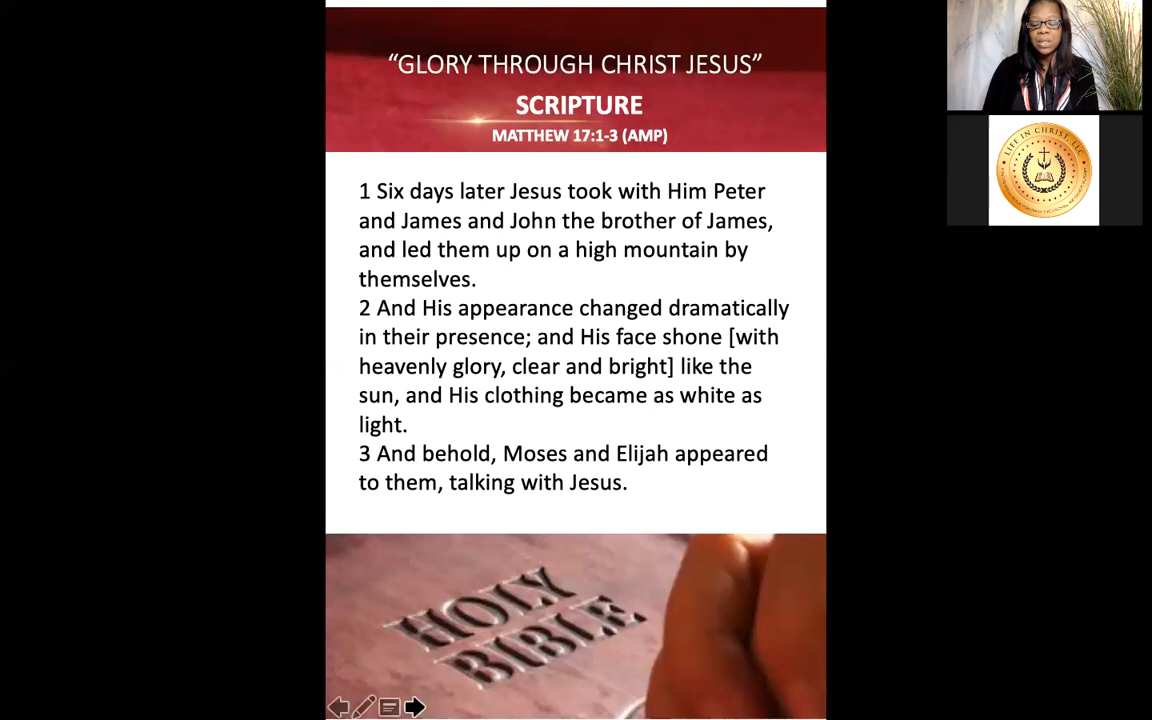 “GLORY THROUGH CHRIST JESUS”
SCRIPTURE
MATTHEW 17:1-3 (AMP)
1 Six days later Jesus took with Him Peter
and James and John the brother of James,
and led them up on a high mountain by
themselves.
2 And His appearance changed dramatically
in their presence; and His face shone [with
heavenly glory, clear and bright] like the
sun, and His clothing became as white as
light.
3 And behold, Moses and Elijah appeared
to them, talking with Jesus.
HOLY
BIBLE
LIFE IN CHRIST, LLC